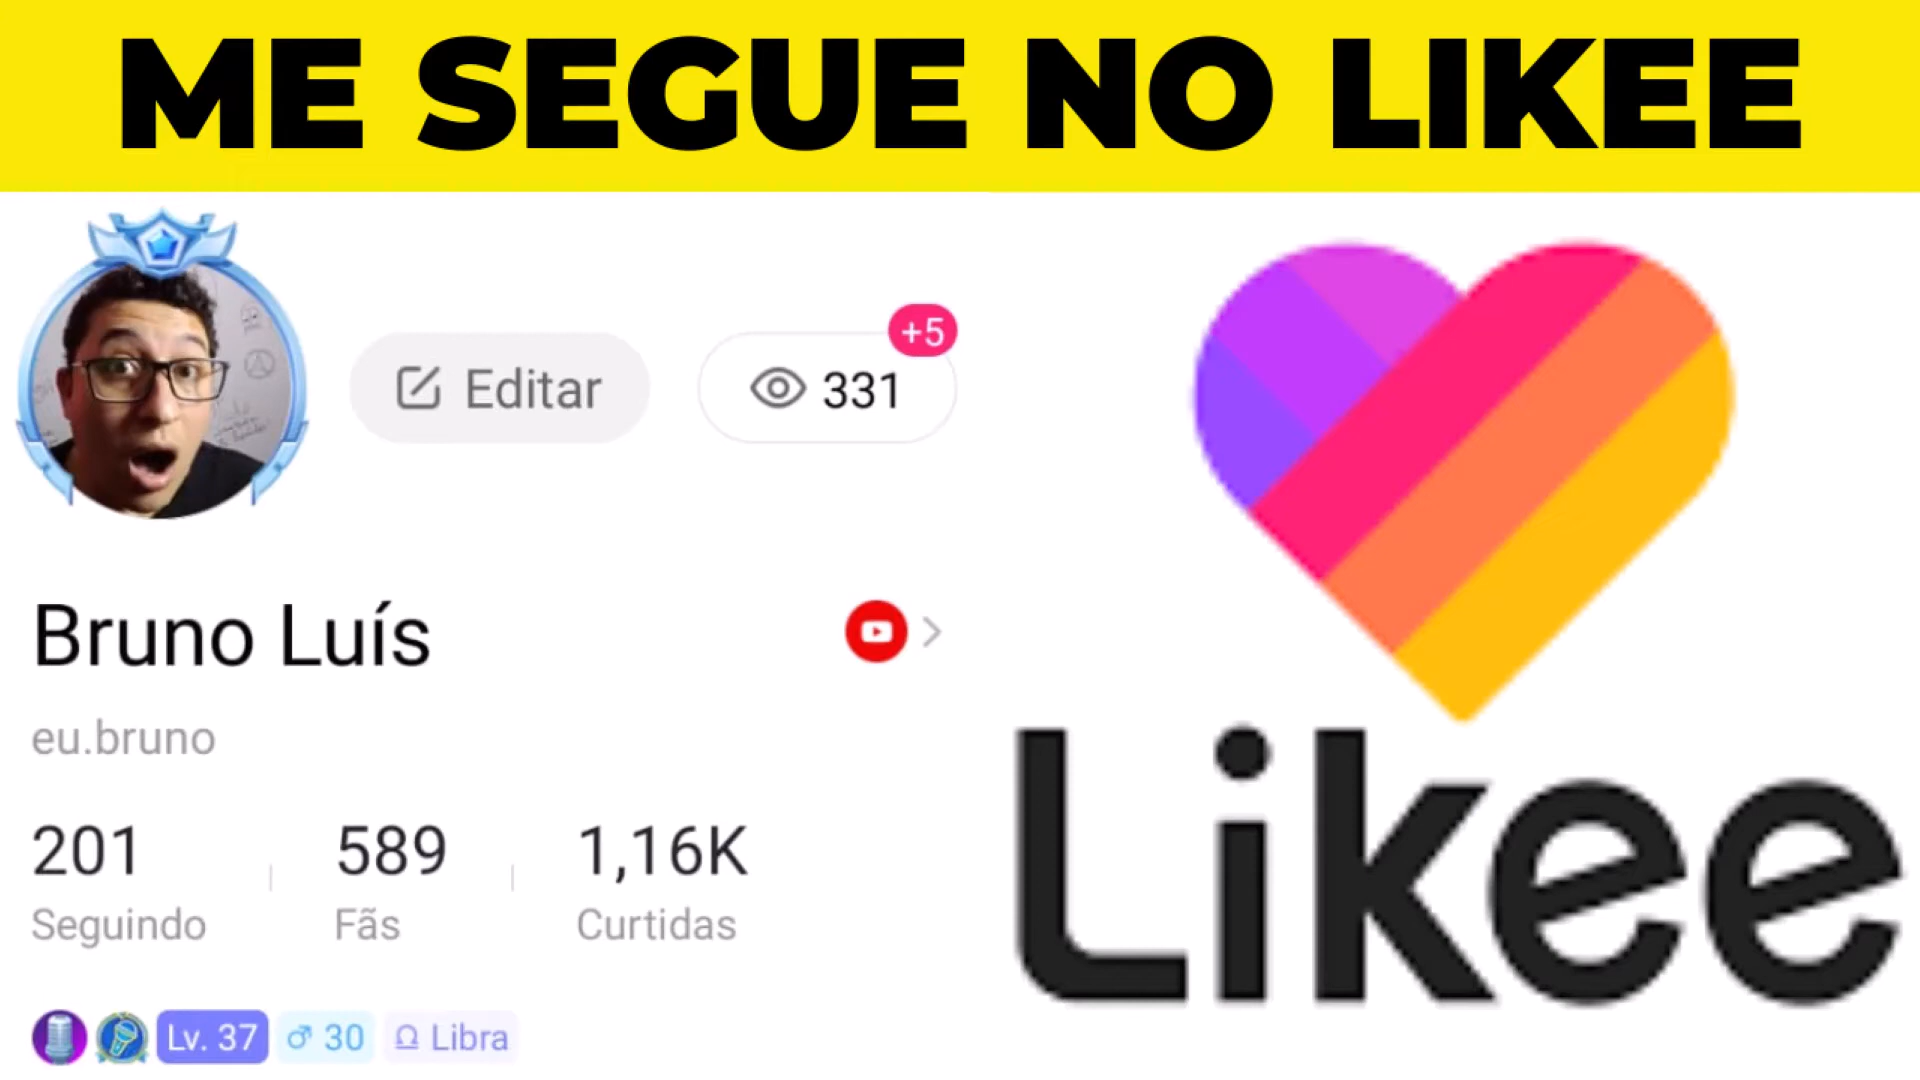 ME SEGUE NO LIKEE
+5
Editar
331
Bruno Luís
eu.bruno
201 589 1,16K
Seguindo Fãs Curtidas
Lv. 37 ♂ 30 ♎ Libra
Likee